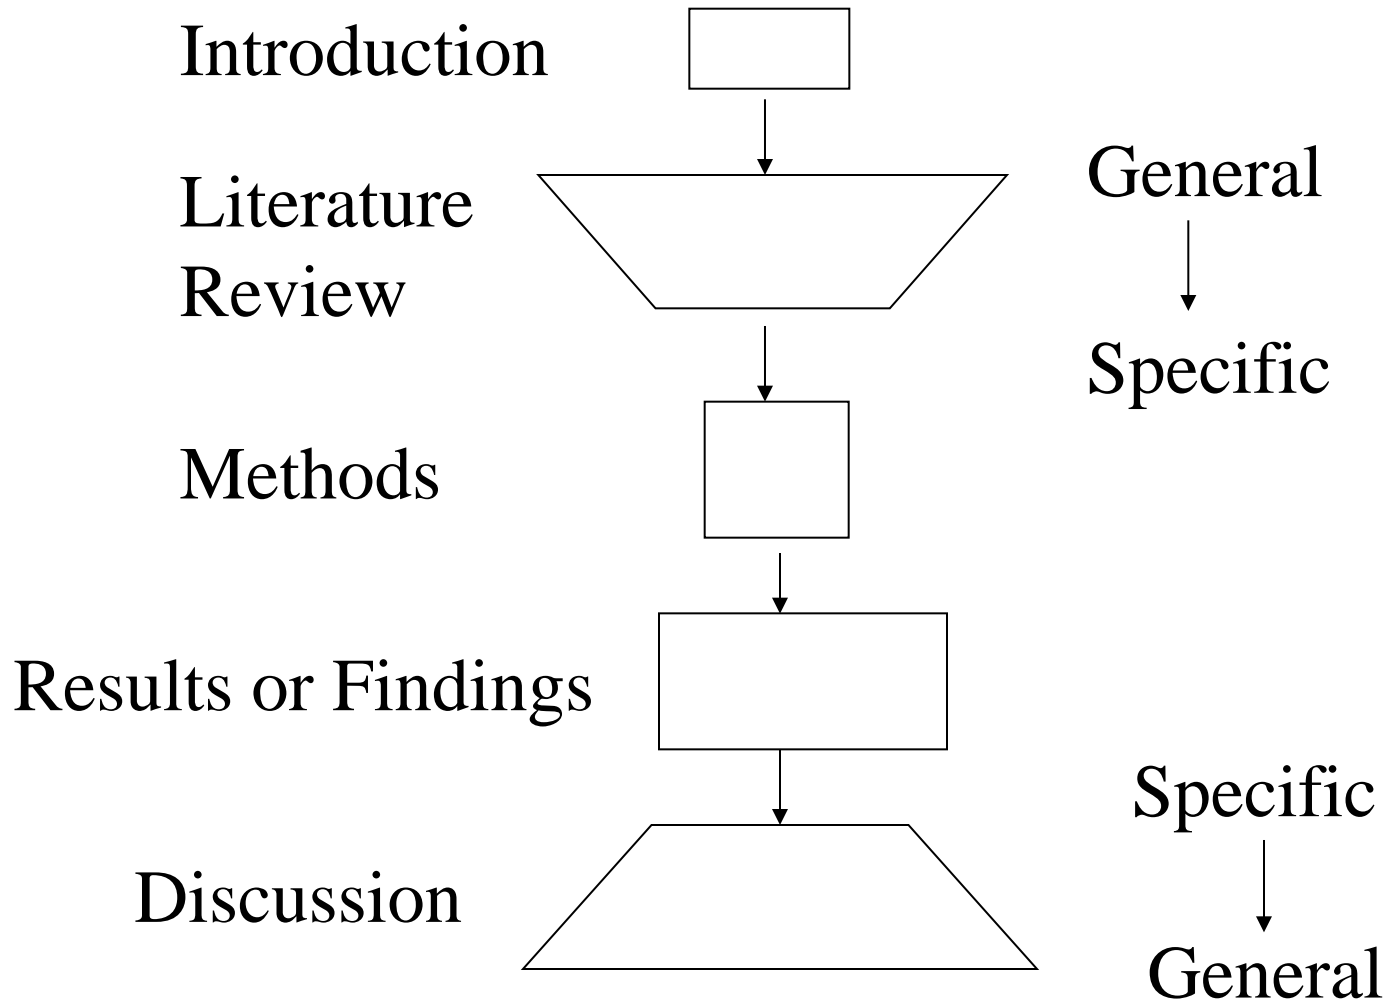 Introduction
General
Literature
Review
Specific
Methods
Results or Findings
Specific
Discussion
General